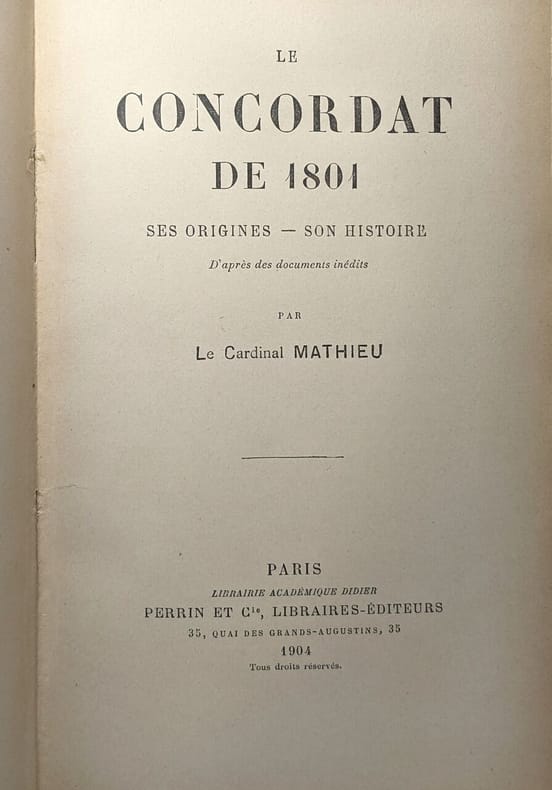 LE
CONCORDAT
DE 1801
SES ORIGINES — SON HISTOIRE
D'après des documents inédits
PAR
Le Cardinal MATHIEU
PARIS
LIBRAIRIE ACADÉMIQUE DIDIER
PERRIN ET Cie, LIBRAIRES-ÉDITEURS
35, QUAI DES GRANDS-AUGUSTINS, 35
1904
Tous droits réservés.